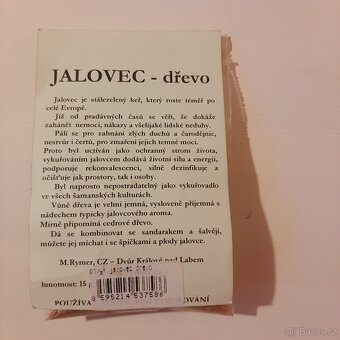 JALOVEC - dřevo
Jalovec je stálezelený keř, který roste téměř po
celé Evropě.
Již od pradávných časů se věří, že dokáže
zahánět nemoci, nákazy a všelijaké lidské neduhy.
Pálí se pro zahnání zlých duchů a čarodějnic,
nestvůr i čertů, pro zmaření jejich temné moci.
Proto byl uctíván jako ochranný strom života,
vykuřováním jalovcem dodává životní sílu a energii,
podporuje rekonvalescenci, silně dezinfikuje a
očišťuje jak prostory, tak i osoby.
Byl naprosto nepostradatelný jako vykuřovadlo
ve všech šamanských kulturách.
Vůně dřeva je velmi jemná, vysloveně příjemná s
nádechem typicky jalovcového aroma.
Mírně připomíná cedrové dřevo.
Dá se kombinovat se sandarakem a šalvějí,
můžete jej míchat i se špičkami a plody jalovce.
M.Rymer, CZ – Dvůr Králové nad Labem
jalovec dřevo
hmotnost: 15
8 595214 537586